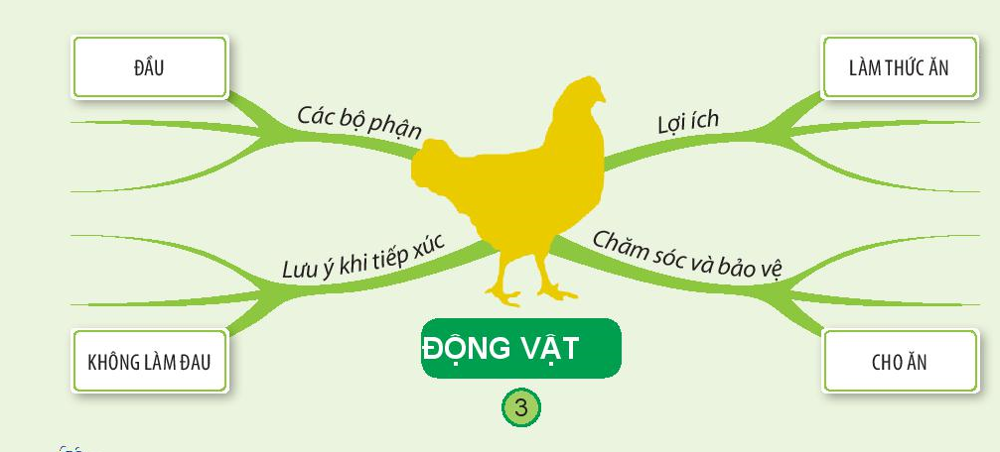 ĐẦU
LÀM THỨC ĂN
Các bộ phận
Lợi ích
Lưu ý khi tiếp xúc
Chăm sóc và bảo vệ
KHÔNG LÀM ĐAU
ĐỘNG VẬT
CHO ĂN
3